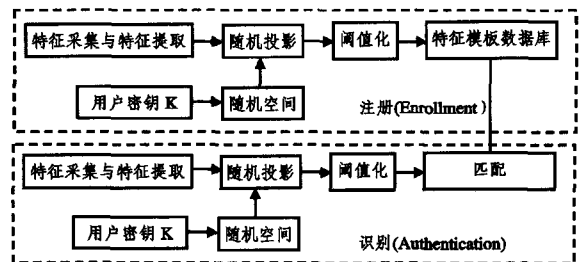 特征采集与特征提取 随机投影 阈值化 特征模板数据库
用户密钥 K 随机空间 注册(Enrollment)
特征采集与特征提取 随机投影 阈值化 匹配
用户密钥 K 随机空间 识别(Authentication)